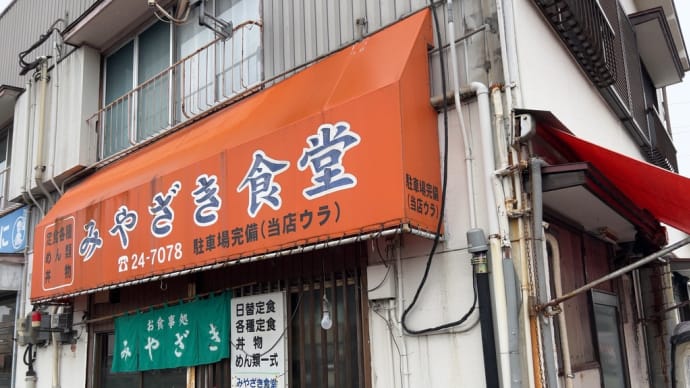 定食各種
丼物
めん類
みやざき食堂
☎24-7078
駐車場完備(当店ウラ)
駐車場完備
(当店ウラ)
お食事処
みやざき
日替定食
各種定食
丼物
めん類一式
みやざき食堂
に